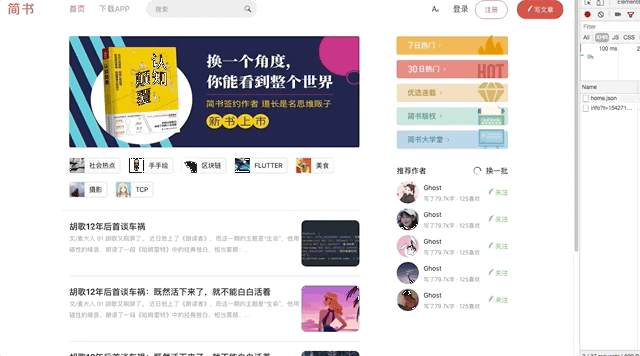 简书
首页
下载APP
搜索
Aa
登录
注册
写文章
认知颠覆
换一个角度,
你能看到整个世界
简书签约作者 道长是名思维贩子
新书上市
7日热门 ›
30日热门 ›
HOT
优选连载 ›
简书版权 ›
简书大学堂 ›
社会热点
手手绘
区块链
FLUTTER
美食
摄影
TCP
推荐作者
换一批
Ghost
写了79.7k字 · 125喜欢
关注
Ghost
写了79.7k字 · 125喜欢
关注
Ghost
写了79.7k字 · 125喜欢
关注
Ghost
写了79.7k字 · 125喜欢
关注
Ghost
写了79.7k字 · 125喜欢
关注
胡歌12年后首谈车祸
文/麦大人 01 胡歌又刷屏了。 近日他上了《朗读者》,而这一期的主题是“生命”,他用
磁性的嗓音,朗读了一段《哈姆雷特》中的经典独白,相当震撼: ...
胡歌12年后首谈车祸：既然活下来了，就不能白白活着
文/麦大人 01 胡歌又刷屏了。 近日他上了《朗读者》,而这一期的主题是“生命”,他用
磁性的嗓音,朗读了一段《哈姆雷特》中的经典独白,相当震撼: ...
Filter
All
XHR
JS
CSS
100 ms
Name
home.json
info?t=154271...